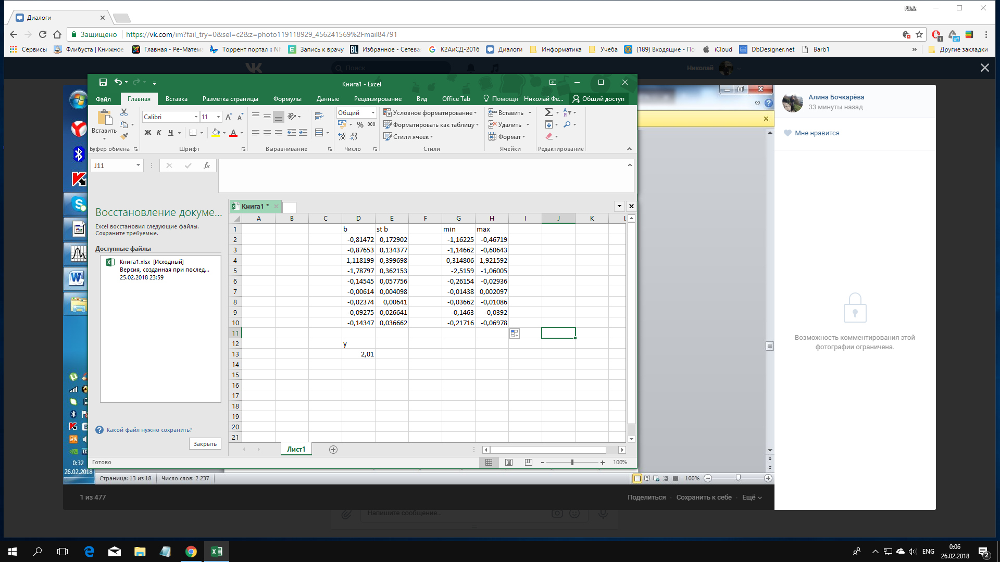 Nick
Диалоги
Защищено
https://vk.com/im?fail_try=0&sel=c2&z=photo119118929_456241569%2Fmail84791
Сервисы
Флибуста | Книжное
Главная - Ре-Матема
Торрент портал :: NN
Запись к врачу
Избранное - Сетева
К2АиСД-2016
Диалоги
Информатика
Учеба
(189) Входящие - По
iCloud
DbDesigner.net
Barb1
»
Другие закладки
Поиск
Николай
Книга1 - Excel
Файл
Главная
Вставка
Разметка страницы
Формулы
Данные
Рецензирование
Вид
Office Tab
Помощн
Николай Фе...
Общий доступ
Вставить
Calibri
11
Ж К Ч
Общий
% 000
Условное форматирование
Форматировать как таблицу
Стили ячеек
Вставить
Удалить
Формат
Буфер обмена
Шрифт
Выравнивание
Число
Стили
Ячейки
Редактирование
J11
fx
Восстановление докуме...
Excel восстановил следующие файлы.
Сохраните требуемые.
Доступные файлы
Книга1.xlsx [Исходный]
Версия, созданная при послед...
25.02.2018 23:59
Какой файл нужно сохранить?
Закрыть
Книга1 *
A B C D E F G H I J K L
1 b st b min max
2 -0,81472 0,172902 -1,16225 -0,46719
3 -0,87653 0,134377 -1,14662 -0,60643
4 1,118199 0,399698 0,314806 1,921592
5 -1,78797 0,362153 -2,5159 -1,06005
6 -0,14545 0,057756 -0,26154 -0,02936
7 -0,00614 0,004098 -0,01438 0,002097
8 -0,02374 0,00641 -0,03662 -0,01086
9 -0,09275 0,026641 -0,1463 -0,0392
10 -0,14347 0,036662 -0,21716 -0,06978
11
12 y
13 2,01
14
15
16
17
18
19
20
21
Лист1
Готово
100%
0:32
26.02.2018
Страница: 13 из 18
Число слов: 2 237
100%
1 из 477
Поделиться
Сохранить к себе
Ещё
Напишите сообщение...
Алина Бочкарёва
33 минуты назад
Мне нравится
Возможность комментирования этой
фотографии ограничена.
ENG
0:06
26.02.2018
2